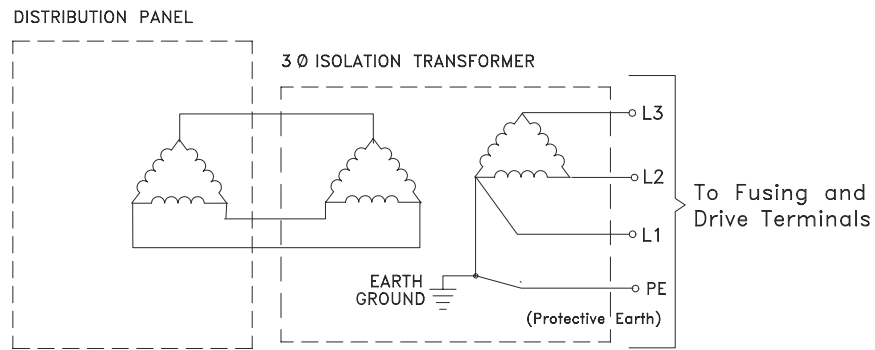 DISTRIBUTION PANEL
3 Ø ISOLATION TRANSFORMER
L3
L2
L1
To Fusing and
Drive Terminals
EARTH
GROUND
PE
(Protective Earth)